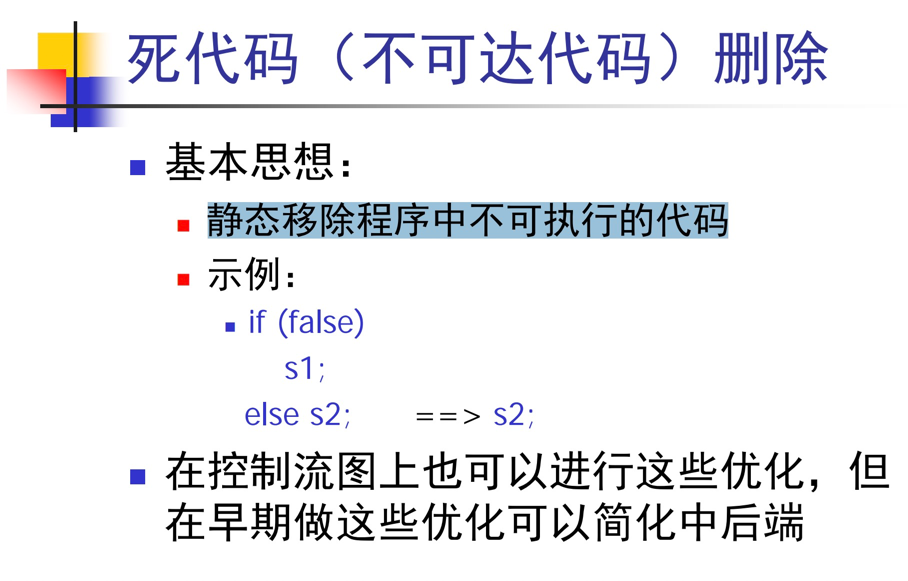 死代码（不可达代码）删除
基本思想：
静态移除程序中不可执行的代码
示例：
if (false)
s1;
else s2; ==> s2;
在控制流图上也可以进行这些优化，但
在早期做这些优化可以简化中后端